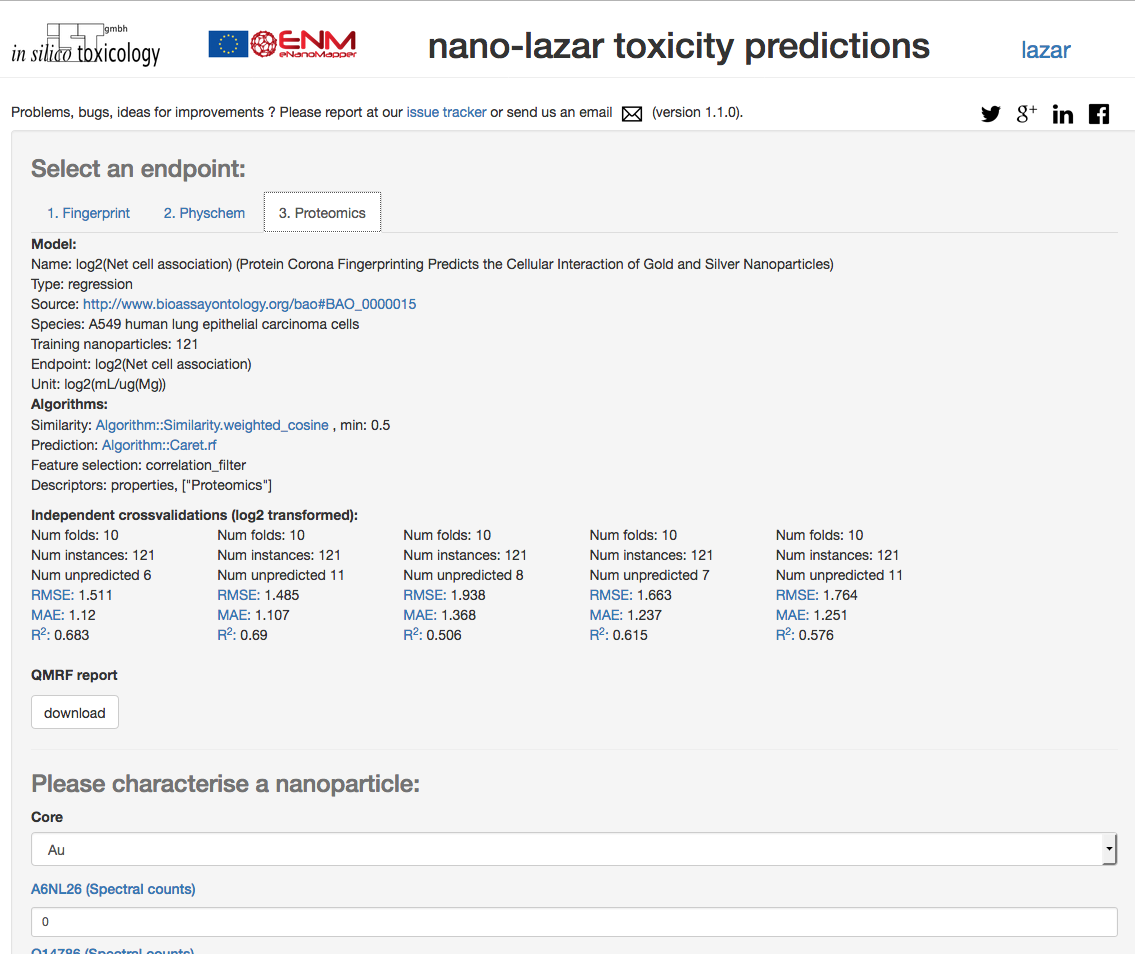 IST gmbh
in silico toxicology
ENM
eNanoMapper
nano-lazar toxicity predictions
lazar
Problems, bugs, ideas for improvements ? Please report at our issue tracker or send us an email (version 1.1.0).
g+ in f
Select an endpoint:
1. Fingerprint 2. Physchem 3. Proteomics
Model:
Name: log2(Net cell association) (Protein Corona Fingerprinting Predicts the Cellular Interaction of Gold and Silver Nanoparticles)
Type: regression
Source: http://www.bioassayontology.org/bao#BAO_0000015
Species: A549 human lung epithelial carcinoma cells
Training nanoparticles: 121
Endpoint: log2(Net cell association)
Unit: log2(mL/ug(Mg))
Algorithms:
Similarity: Algorithm::Similarity.weighted_cosine , min: 0.5
Prediction: Algorithm::Caret.rf
Feature selection: correlation_filter
Descriptors: properties, ["Proteomics"]
Independent crossvalidations (log2 transformed):
Num folds: 10 Num folds: 10 Num folds: 10 Num folds: 10 Num folds: 10
Num instances: 121 Num instances: 121 Num instances: 121 Num instances: 121 Num instances: 121
Num unpredicted 6 Num unpredicted 11 Num unpredicted 8 Num unpredicted 7 Num unpredicted 11
RMSE: 1.511 RMSE: 1.485 RMSE: 1.938 RMSE: 1.663 RMSE: 1.764
MAE: 1.12 MAE: 1.107 MAE: 1.368 MAE: 1.237 MAE: 1.251
R²: 0.683 R²: 0.69 R²: 0.506 R²: 0.615 R²: 0.576
QMRF report
download
Please characterise a nanoparticle:
Core
Au
A6NL26 (Spectral counts)
0
O14786 (Spectral counts)